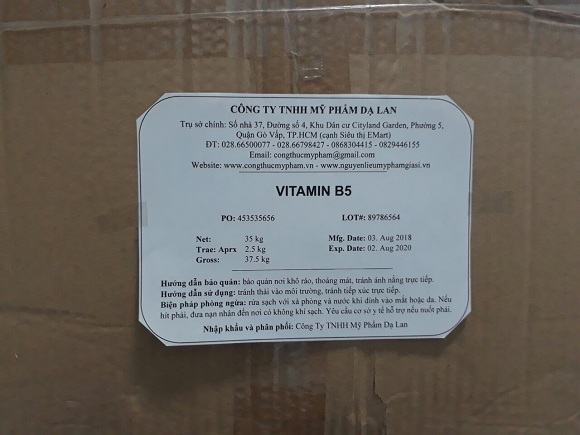 CÔNG TY TNHH MỸ PHẨM DẠ LAN
Trụ sở chính: Số nhà 37, Đường số 4, Khu Dân cư Cityland Garden, Phường 5,
Quận Gò Vấp, TP.HCM (cạnh Siêu thị EMart)
ĐT: 028.66500077 - 028.66798427 - 0868304415 - 0829446155
Email: congthucmypham@gmail.com
Website: www.congthucmypham.vn - www.nguyenlieumyphamgiasi.vn
VITAMIN B5
PO: 453535656 LOT#: 89786564
Net: 35 kg Mfg. Date: 03. Aug 2018
Trae: Aprx 2.5 kg Exp. Date: 02. Aug 2020
Gross: 37.5 kg
Hướng dẫn bảo quản: bảo quản nơi khô ráo, thoáng mát, tránh ánh nắng trực tiếp.
Hướng dẫn sử dụng: tránh thải vào môi trường, tránh tiếp xúc trực tiếp.
Biện pháp phòng ngừa: rửa sạch với xà phòng và nước khi dính vào mắt hoặc da. Nếu
hít phải, đưa nạn nhân đến nơi có không khí sạch. Yêu cầu cơ sở y tế hỗ trợ nếu nuốt phải.
Nhập khẩu và phân phối: Công Ty TNHH Mỹ Phẩm Dạ Lan